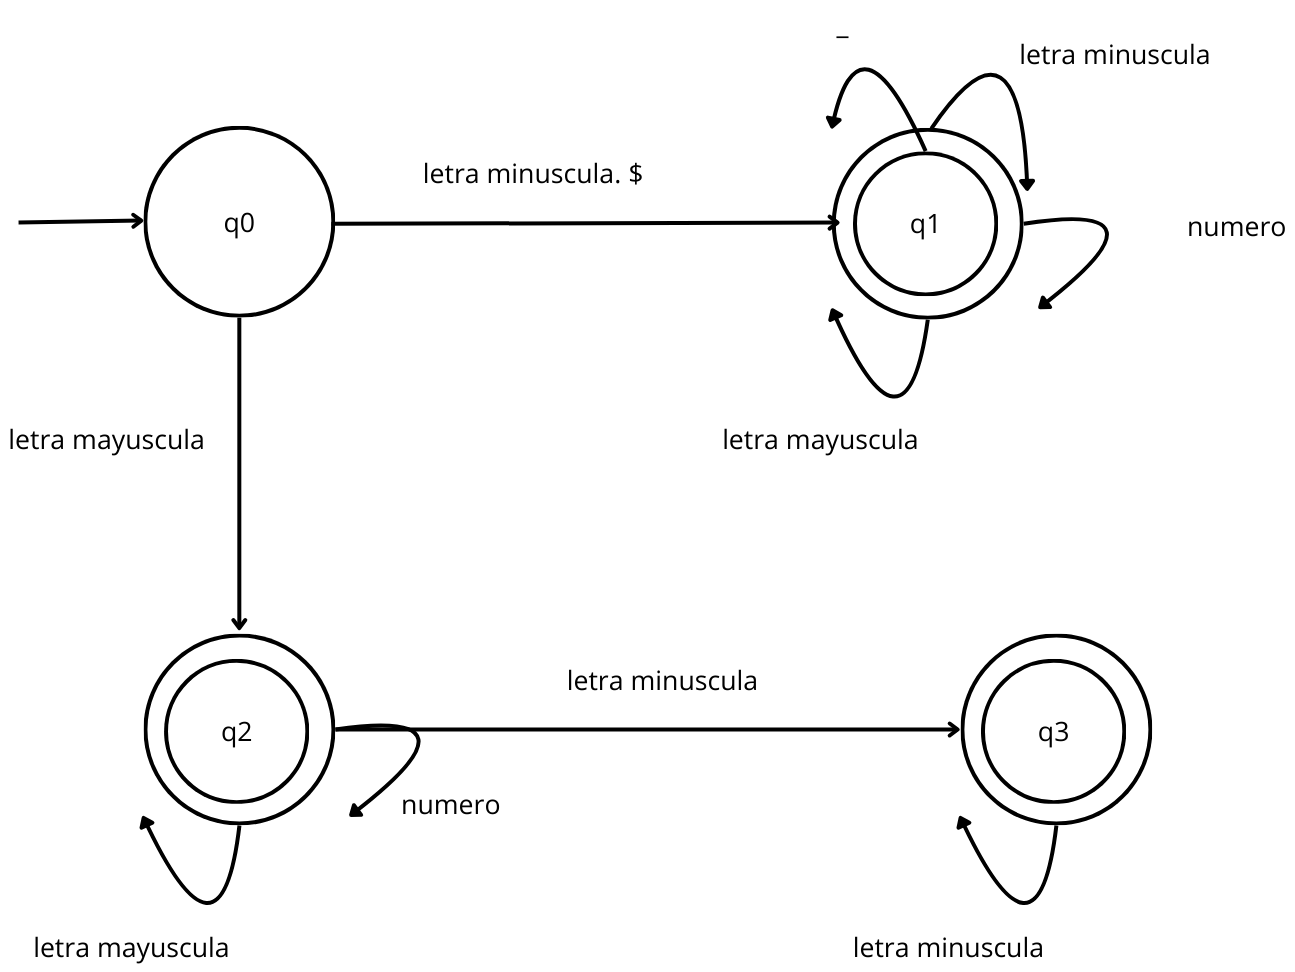 _
letra minuscula
letra minuscula. $
q0
q1
numero
letra mayuscula
letra mayuscula
letra minuscula
q2
q3
numero
letra mayuscula
letra minuscula